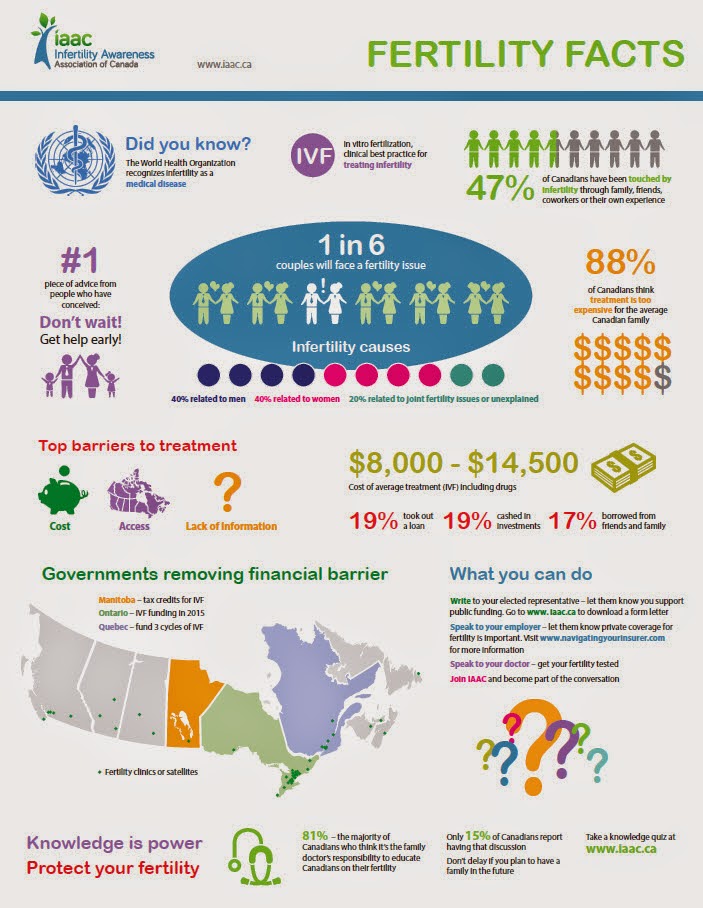 iaac
Infertility Awareness
Association of Canada
www.iaac.ca
FERTILITY FACTS
Did you know?
The World Health Organization
recognizes infertility as a
medical disease
IVF
In vitro fertilization,
clinical best practice for
treating infertility
47%
of Canadians have been touched by
infertility through family, friends,
coworkers or their own experience
#1
piece of advice from
people who have
conceived:
Don't wait!
Get help early!
1 in 6
couples will face a fertility issue
!
Infertility causes
40% related to men 40% related to women 20% related to joint fertility issues or unexplained
88%
of Canadians think
treatment is too
expensive for the average
Canadian family
$$$$$
$$$$$
Top barriers to treatment
?
Cost
Access
Lack of Information
$8,000 - $14,500
Cost of average treatment (IVF) including drugs
19% took out
a loan
19% cashed in
investments
17% borrowed from
friends and family
Governments removing financial barrier
Manitoba – tax credits for IVF
Ontario – IVF funding in 2015
Quebec – fund 3 cycles of IVF
• Fertility clinics or satellites
What you can do
Write to your elected representative – let them know you support
public funding. Go to www. iaac.ca to download a form letter
Speak to your employer – let them know private coverage for
fertility is important. Visit www.navigatingyourinsurer.com
for more information
Speak to your doctor – get your fertility tested
Join IAAC and become part of the conversation
? ? ? ? ? ? ?
Knowledge is power
Protect your fertility
81% – the majority of
Canadians who think it's the family
doctor's responsibility to educate
Canadians on their fertility
Only 15% of Canadians report
having that discussion
Don't delay if you plan to have a
family in the future
Take a knowledge quiz at
www.iaac.ca